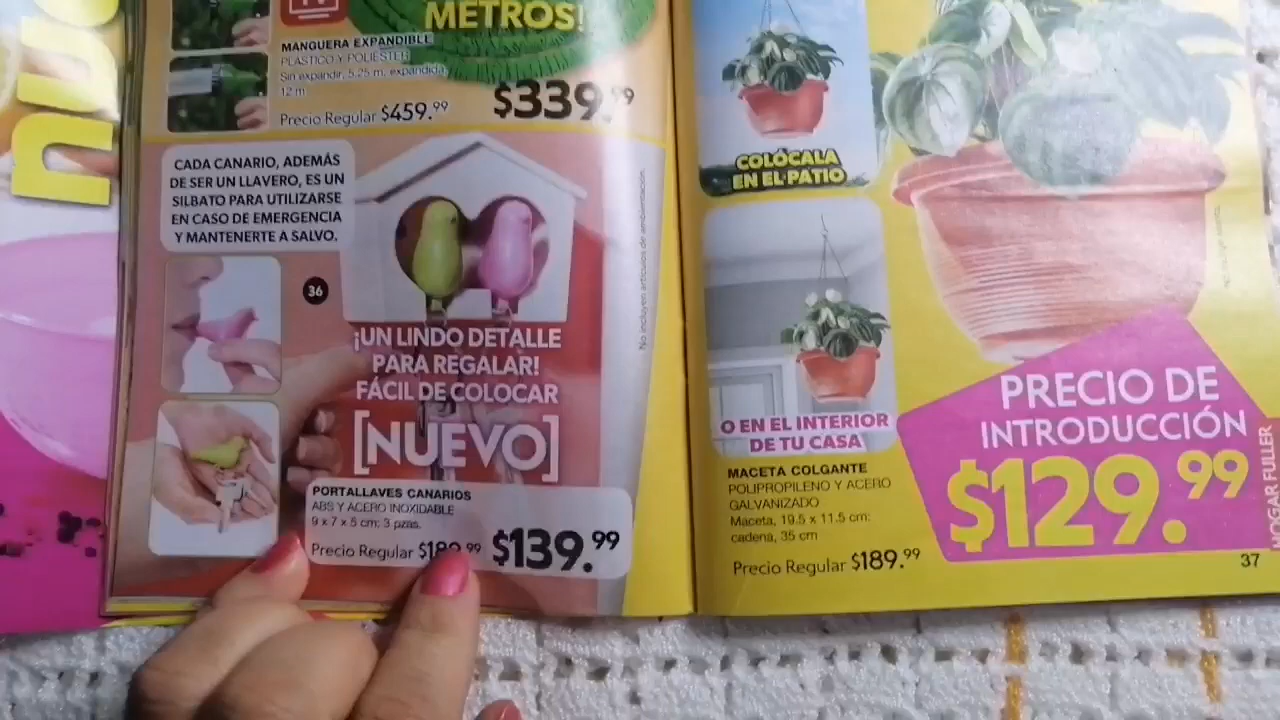 METROS!
MANGUERA EXPANDIBLE
PLÁSTICO Y POLIÉSTER
Sin expandir, 5.25 m, expandida,
12 m
Precio Regular $459.99
$339.99
CADA CANARIO, ADEMÁS
DE SER UN LLAVERO, ES UN
SILBATO PARA UTILIZARSE
EN CASO DE EMERGENCIA
Y MANTENERTE A SALVO.
36
¡UN LINDO DETALLE
PARA REGALAR!
FÁCIL DE COLOCAR
[NUEVO]
PORTALLAVES CANARIOS
ABS Y ACERO INOXIDABLE
9 x 7 x 5 cm; 3 pzas.
Precio Regular $189.99
$139.99
No incluyen artículos de ambientación.
COLÓCALA
EN EL PATIO
O EN EL INTERIOR
DE TU CASA
MACETA COLGANTE
POLIPROPILENO Y ACERO
GALVANIZADO
Maceta, 19.5 x 11.5 cm;
cadena, 35 cm
Precio Regular $189.99
PRECIO DE
INTRODUCCIÓN
$129.99
HOGAR FULLER
37